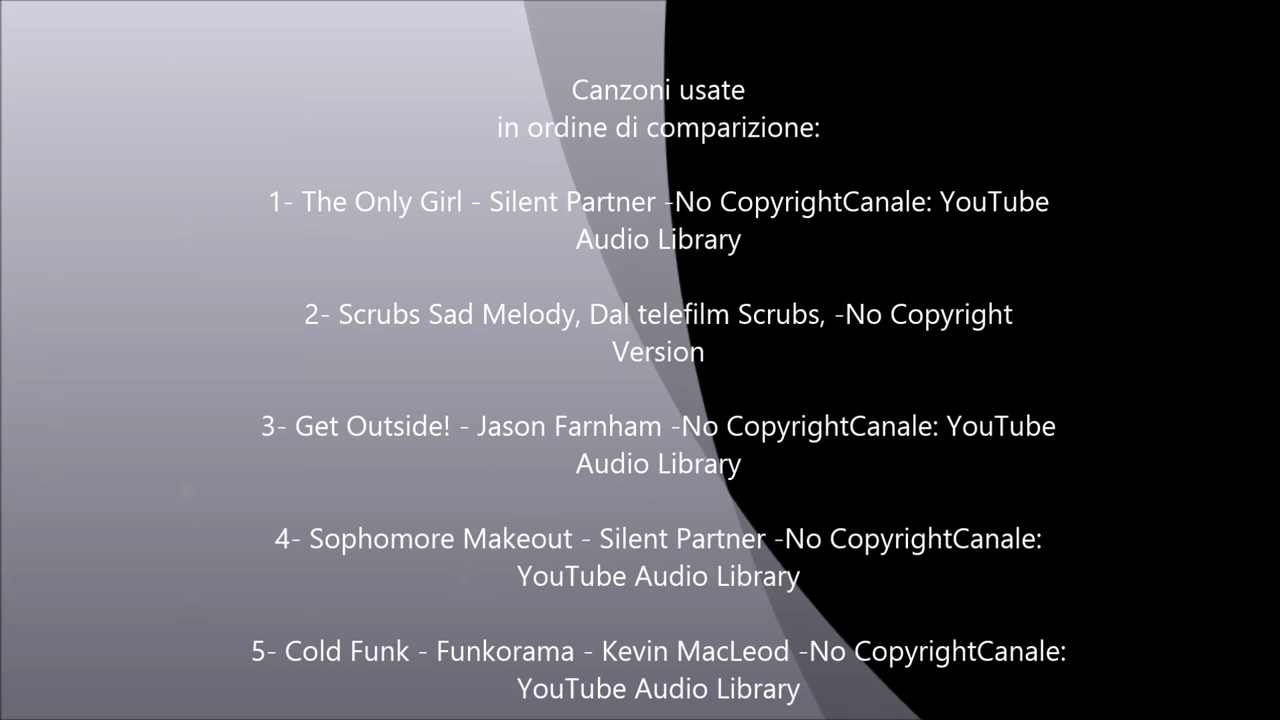 Canzoni usate
in ordine di comparizione:
1- The Only Girl - Silent Partner -No CopyrightCanale: YouTube
Audio Library
2- Scrubs Sad Melody, Dal telefilm Scrubs, -No Copyright
Version
3- Get Outside! - Jason Farnham -No CopyrightCanale: YouTube
Audio Library
4- Sophomore Makeout - Silent Partner -No CopyrightCanale:
YouTube Audio Library
5- Cold Funk - Funkorama - Kevin MacLeod -No CopyrightCanale:
YouTube Audio Library